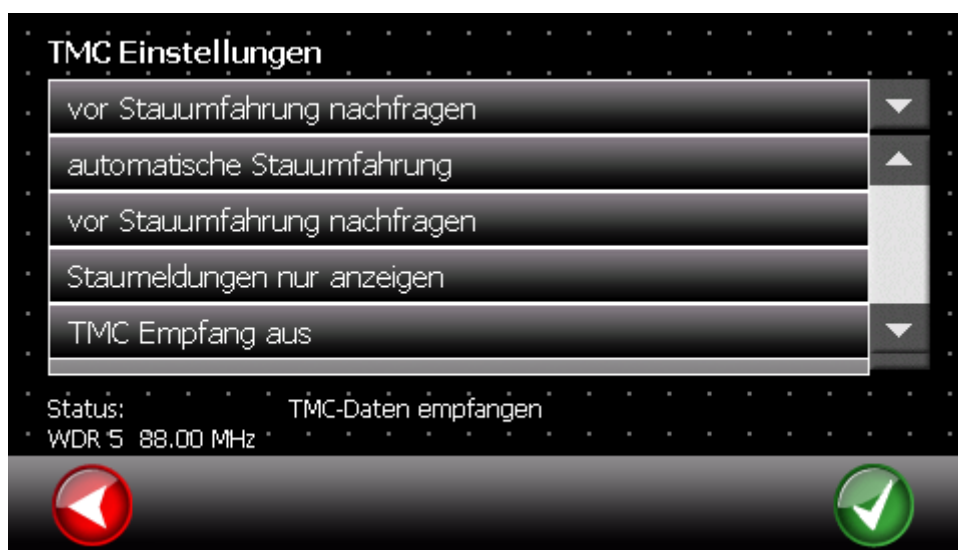 TMC Einstellungen
vor Stauumfahrung nachfragen
automatische Stauumfahrung
vor Stauumfahrung nachfragen
Staumeldungen nur anzeigen
TMC Empfang aus
Status: TMC-Daten empfangen
WDR 5 88.00 MHz